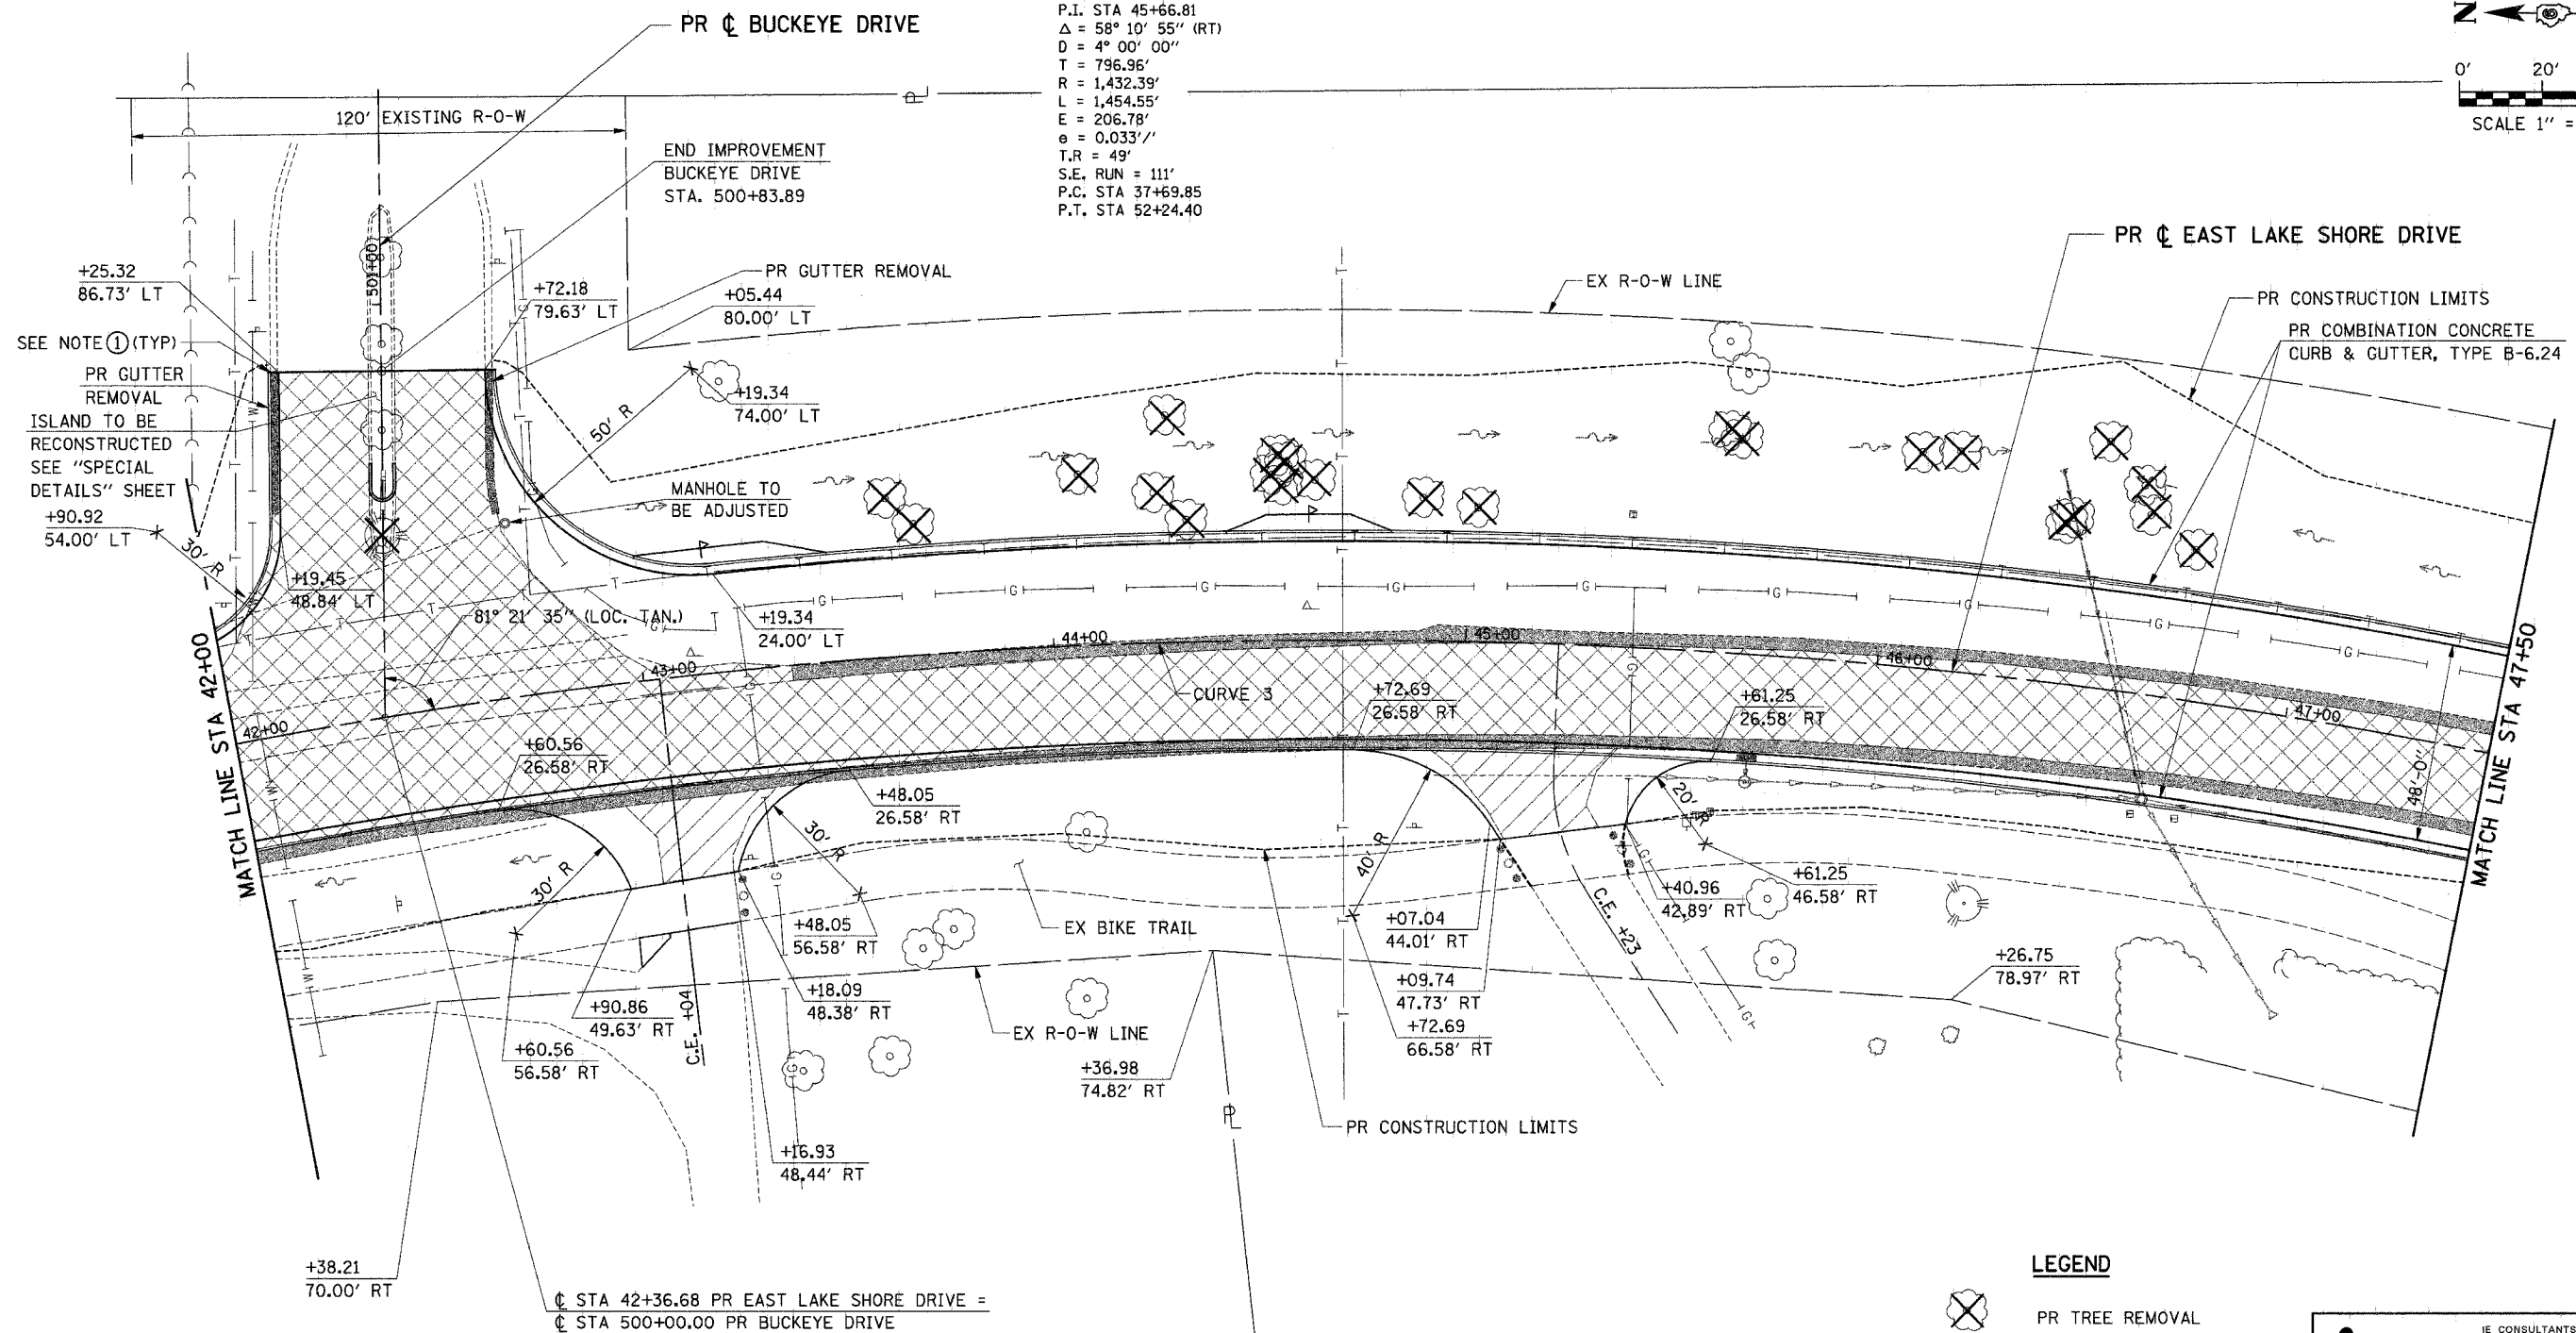 PR ℄ BUCKEYE DRIVE
P.I. STA 45+66.81
Δ = 58° 10' 55" (RT)
D = 4° 00' 00"
T = 796.96'
R = 1,432.39'
L = 1,454.55'
E = 206.78'
e = 0.033'/'
T.R = 49'
S.E. RUN = 111'
P.C. STA 37+69.85
P.T. STA 52+24.40
N
0' 20'
SCALE 1" =
120' EXISTING R-O-W
END IMPROVEMENT
BUCKEYE DRIVE
STA. 500+83.89
501+00
PR ℄ EAST LAKE SHORE DRIVE
+25.32
86.73' LT
PR GUTTER REMOVAL
+72.18
79.63' LT
+05.44
80.00' LT
EX R-O-W LINE
PR CONSTRUCTION LIMITS
PR COMBINATION CONCRETE
CURB & GUTTER, TYPE B-6.24
SEE NOTE 1 (TYP)
PR GUTTER
REMOVAL
ISLAND TO BE
RECONSTRUCTED
SEE "SPECIAL
DETAILS" SHEET
+90.92
54.00' LT
30' R
50' R
+19.34
74.00' LT
MANHOLE TO
BE ADJUSTED
+19.45
48.84' LT
81° 21' 35" (LOC. TAN.)
+19.34
24.00' LT
42+00
43+00
44+00
45+00
46+00
47+00
CURVE 3
MATCH LINE STA 42+00
MATCH LINE STA 47+50
48'-0"
+60.56
26.58' RT
+72.69
26.58' RT
+61.25
26.58' RT
+48.05
26.58' RT
30' R
30' R
40' R
20' R
+48.05
56.58' RT
EX BIKE TRAIL
+07.04
44.01' RT
+40.96
42.89' RT
+61.25
46.58' RT
C.E. +23
C.E. +04
+90.86
49.63' RT
+18.09
48.38' RT
+09.74
47.73' RT
+26.75
78.97' RT
+60.56
56.58' RT
EX R-O-W LINE
+72.69
66.58' RT
+36.98
74.82' RT
PR CONSTRUCTION LIMITS
+16.93
48.44' RT
+38.21
70.00' RT
℄ STA 42+36.68 PR EAST LAKE SHORE DRIVE =
℄ STA 500+00.00 PR BUCKEYE DRIVE
LEGEND
PR TREE REMOVAL
IE CONSULTANTS